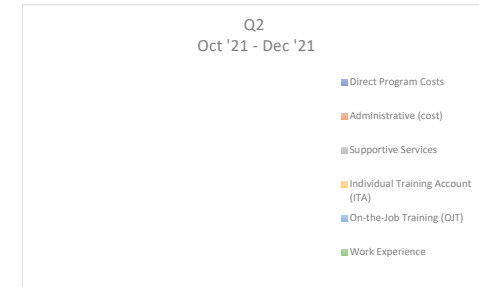 Q2
Oct '21 - Dec '21
Direct Program Costs
Administrative (cost)
Supportive Services
Individual Training Account
(ITA)
On-the-Job Training (OJT)
Work Experience